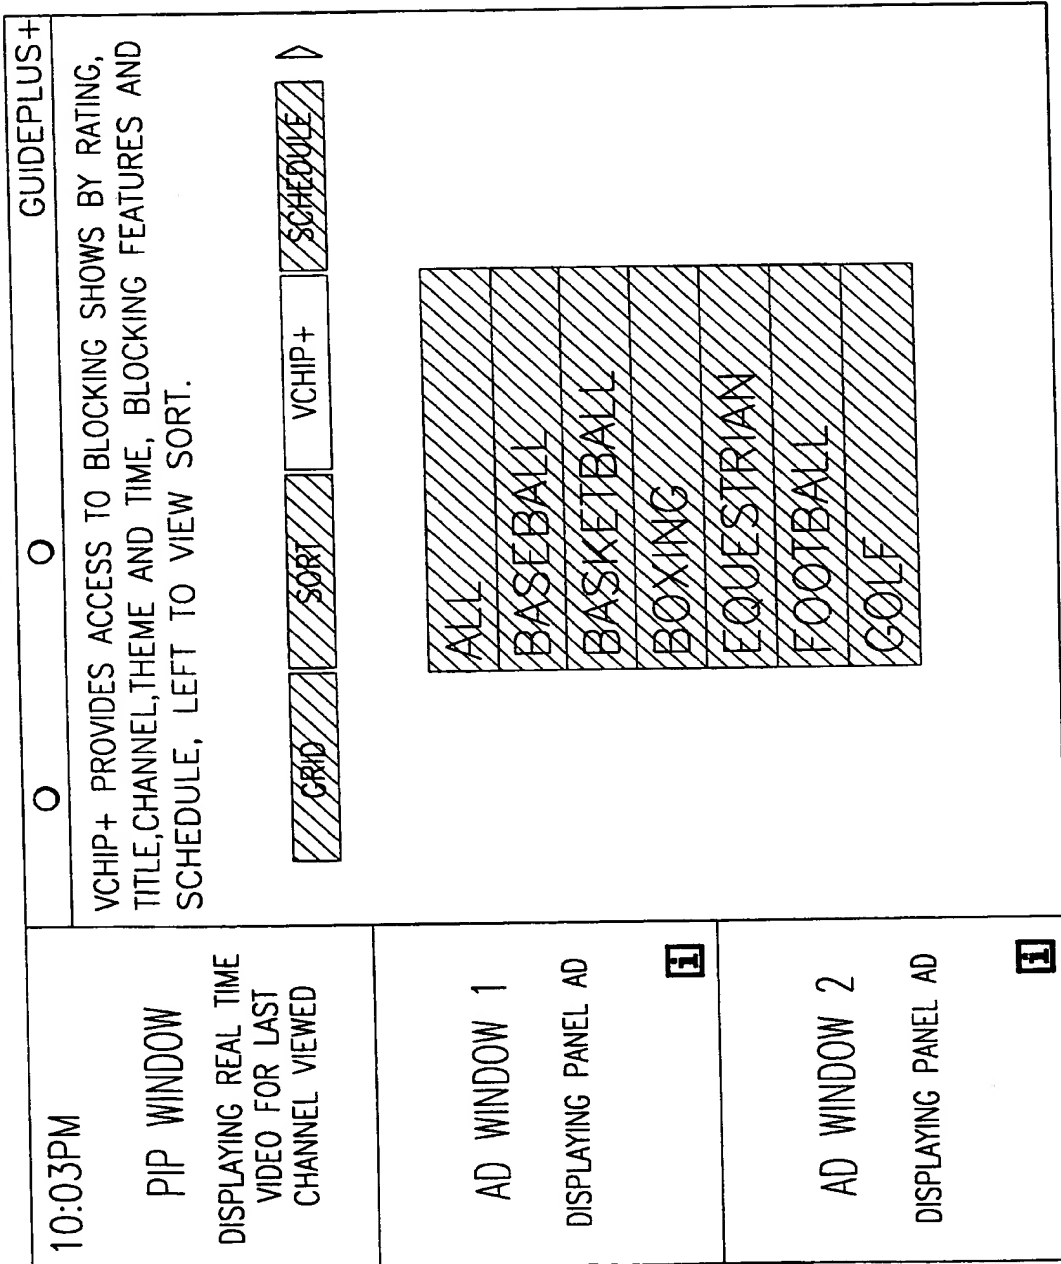 10:03PM
GUIDEPLUS+
PIP WINDOW
DISPLAYING REAL TIME
VIDEO FOR LAST
CHANNEL VIEWED
AD WINDOW 1
DISPLAYING PANEL AD
i
AD WINDOW 2
DISPLAYING PANEL AD
i
VCHIP+ PROVIDES ACCESS TO BLOCKING SHOWS BY RATING,
TITLE,CHANNEL,THEME AND TIME, BLOCKING FEATURES AND
SCHEDULE, LEFT TO VIEW SORT.
GRID
SORT
VCHIP+
SCHEDULE
ALL
BASEBALL
BASKETBALL
BOXING
EQUESTRIAN
FOOTBALL
GOLF